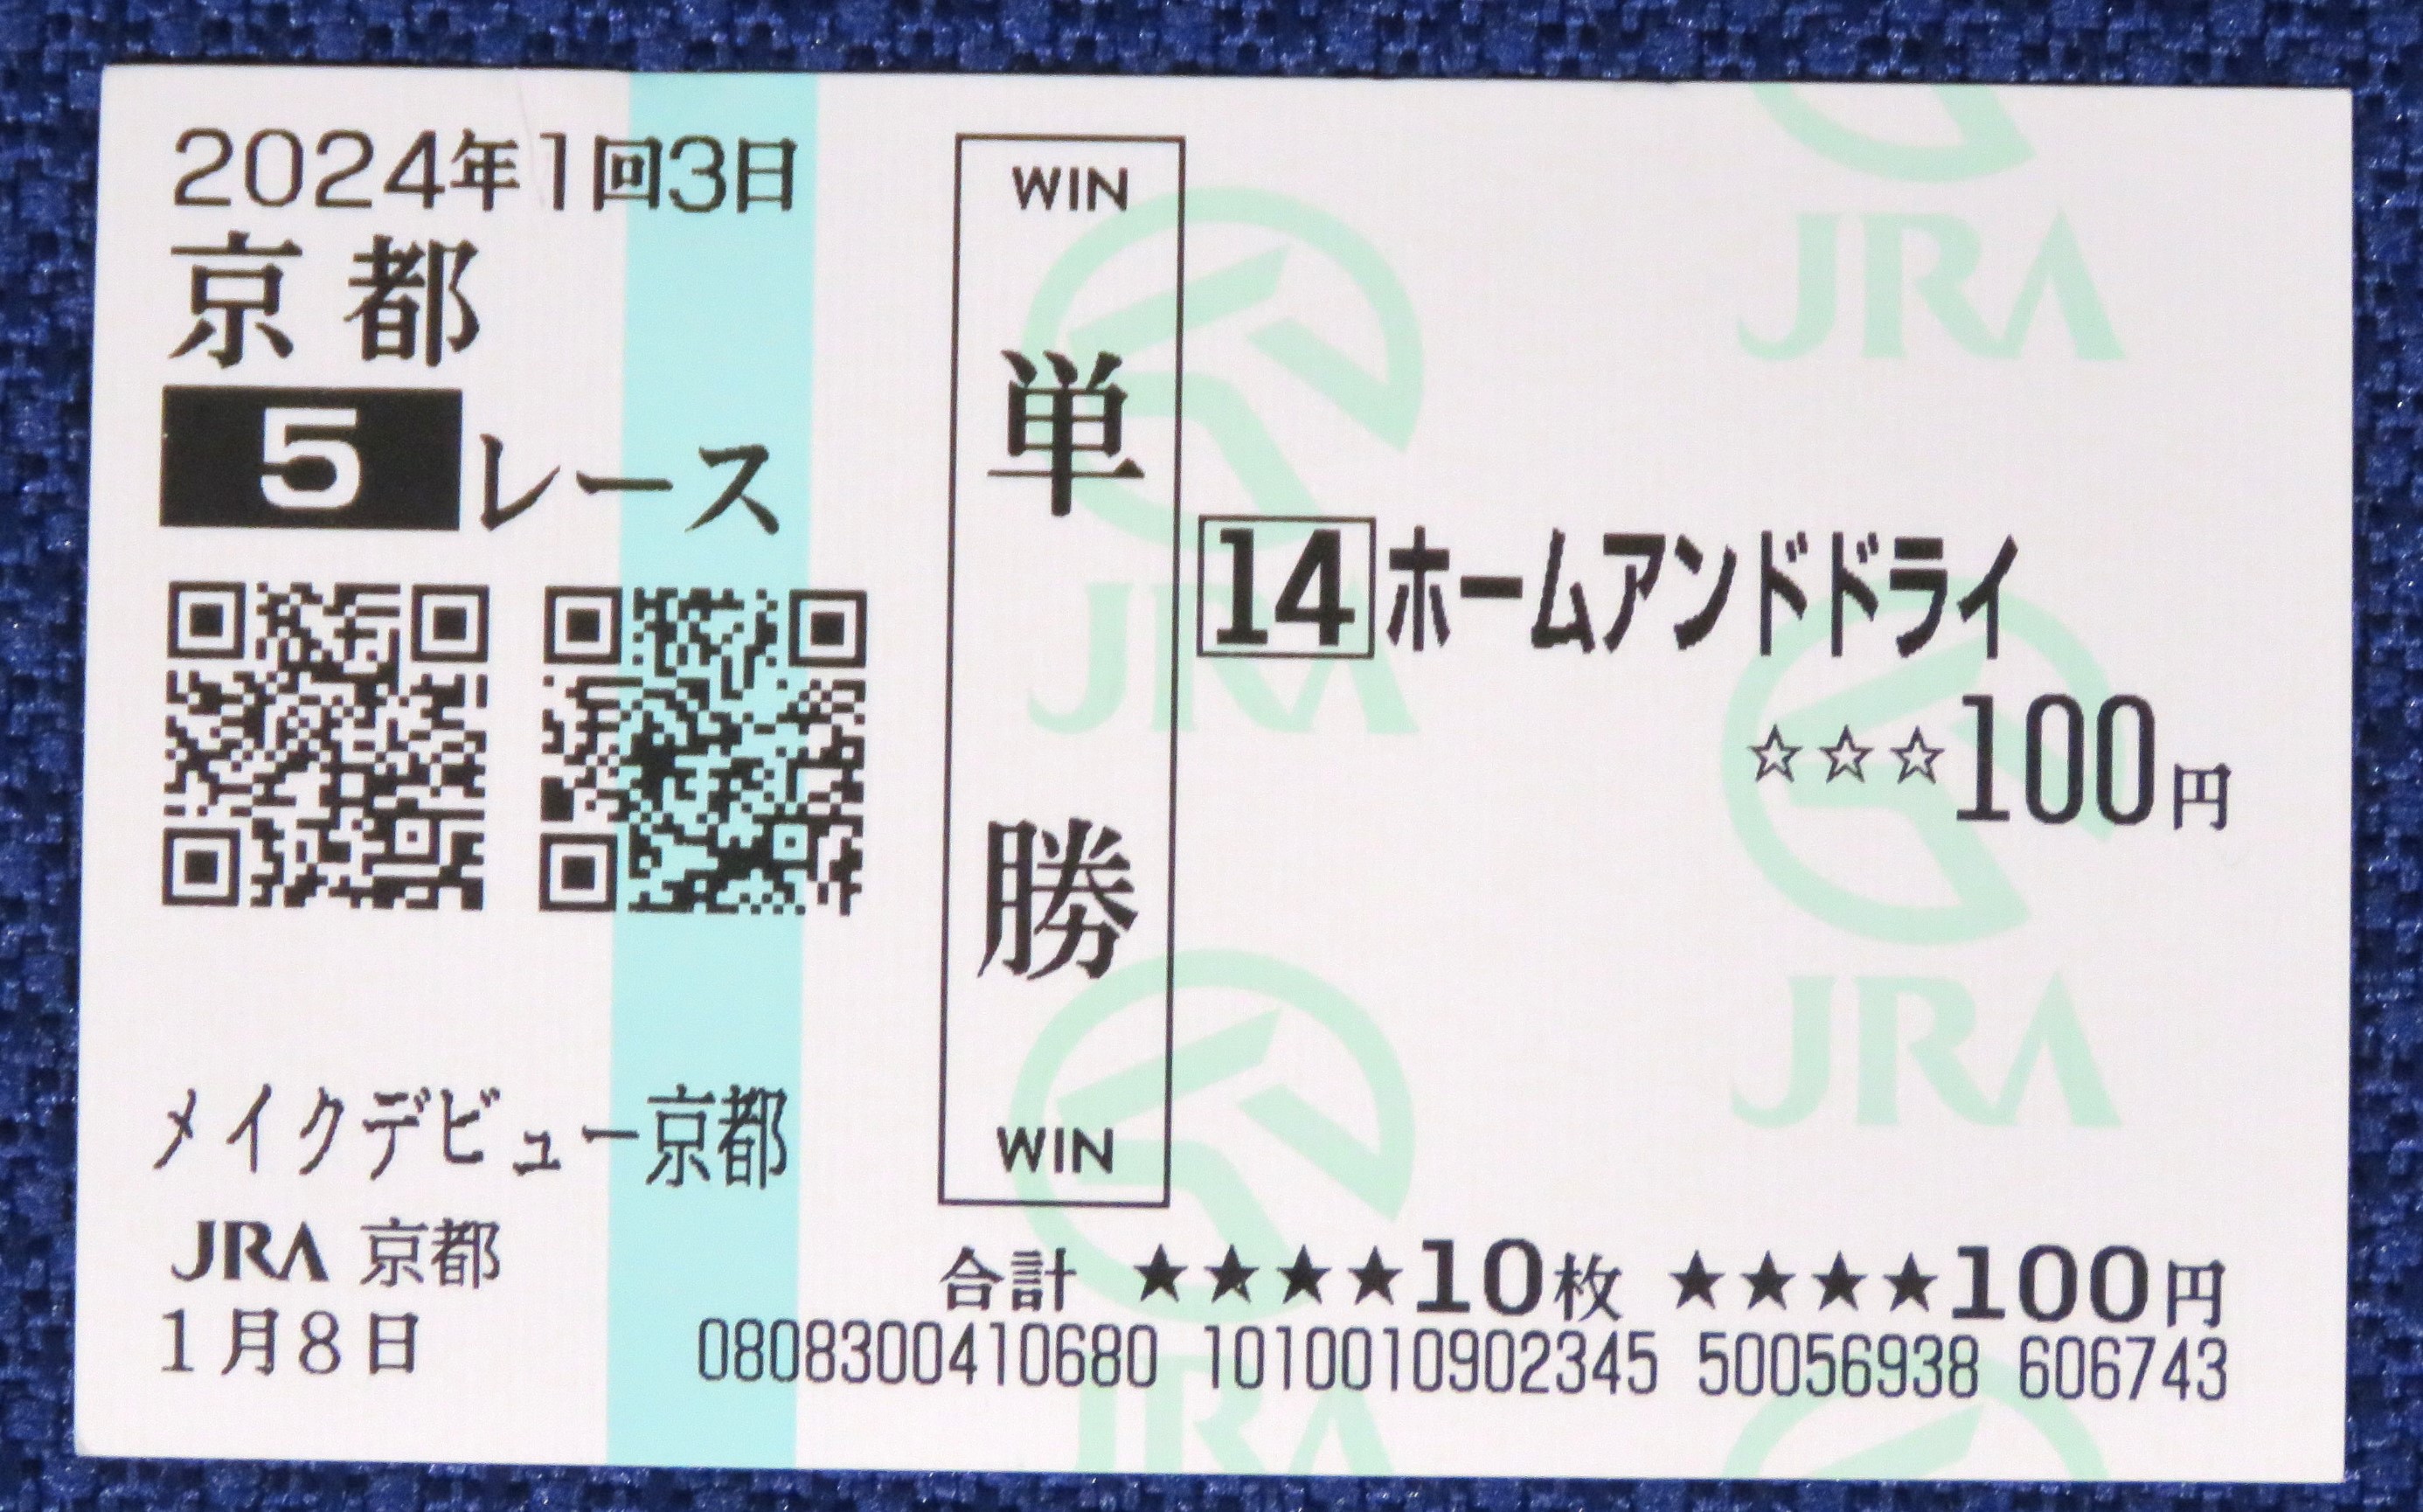 2024年1回3日
京都
5レース
メイクデビュー京都
JRA 京都
1月8日
WIN
単勝
WIN
14 ホームアンドドライ
☆☆☆100円
合計 ★★★★10枚 ★★★★100円
0808300410680 1010010902345 50056938 606743
JRA
JRA
JRA
JRA
JRA